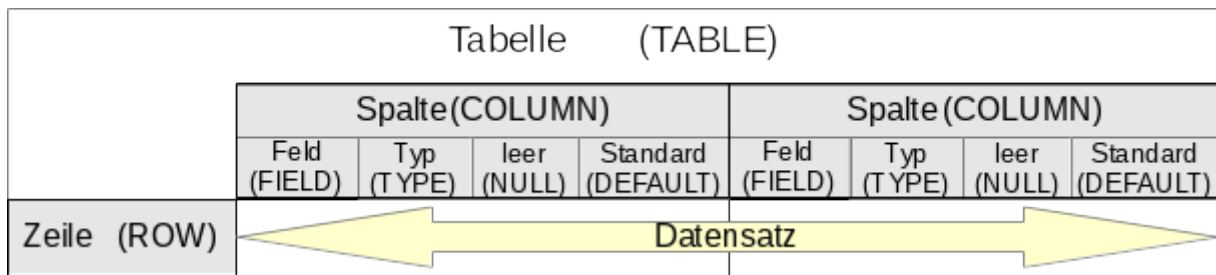 Tabelle (TABLE)
Spalte(COLUMN) Spalte(COLUMN)
Feld Typ leer Standard Feld Typ leer Standard
(FIELD) (TYPE) (NULL) (DEFAULT) (FIELD) (TYPE) (NULL) (DEFAULT)
Zeile (ROW) Datensatz